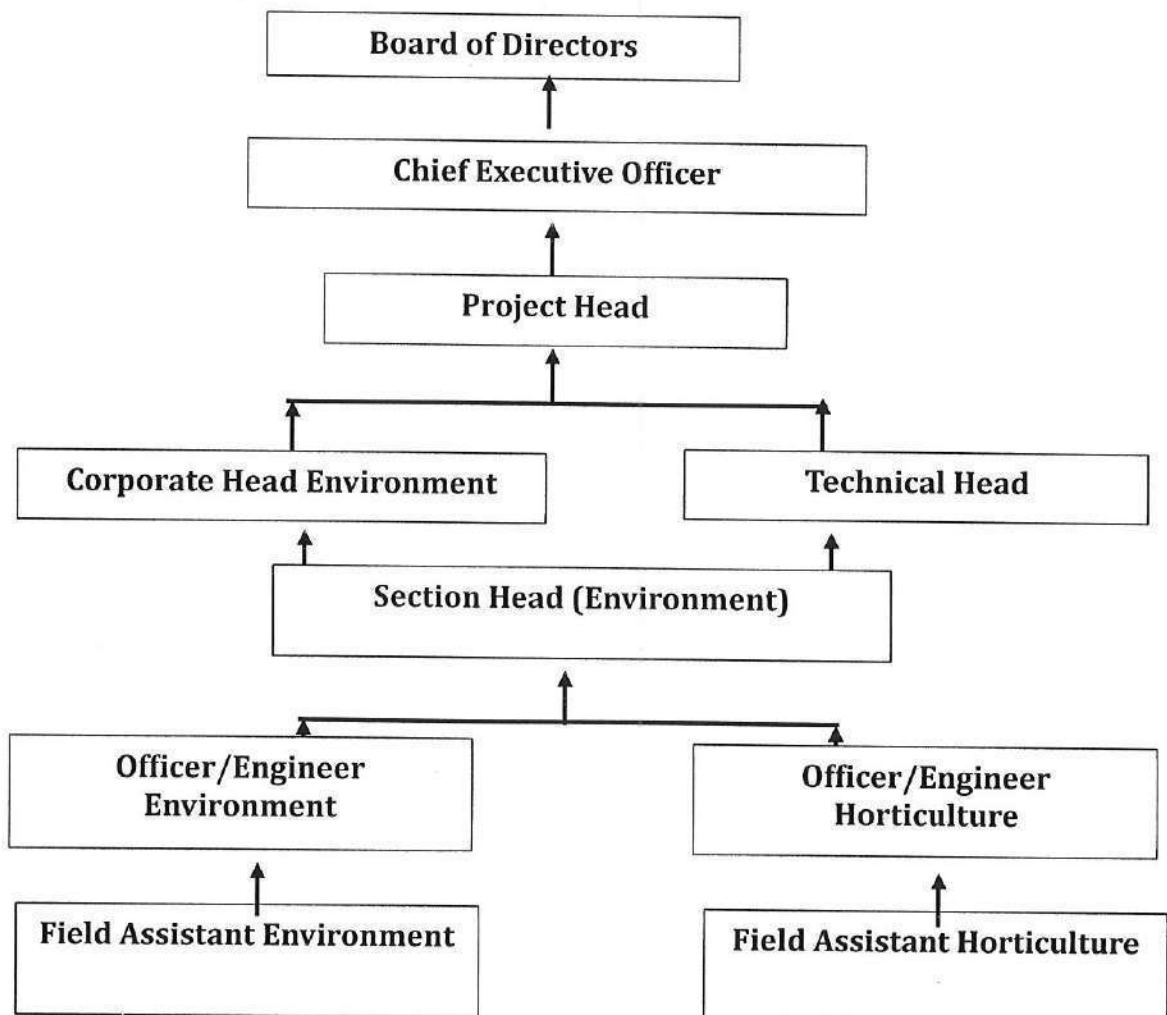 Board of Directors
Chief Executive Officer
Project Head
Corporate Head Environment
Technical Head
Section Head (Environment)
Officer/Engineer
Environment
Officer/Engineer
Horticulture
Field Assistant Environment
Field Assistant Horticulture